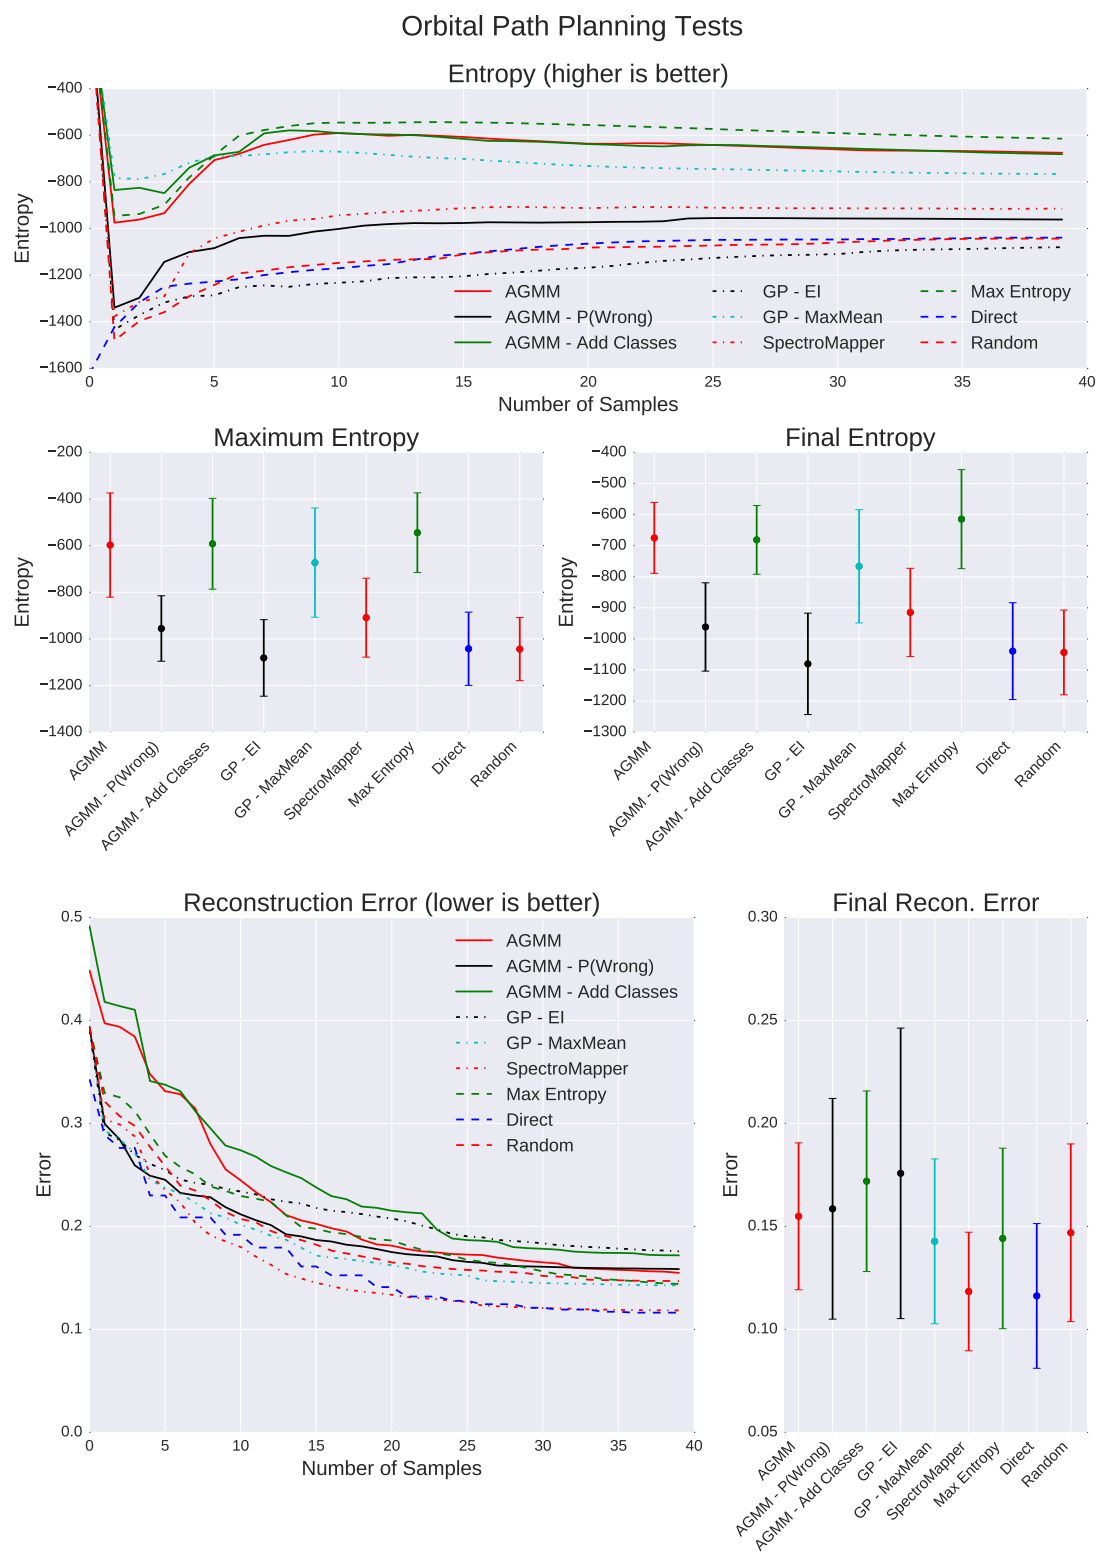 Orbital Path Planning Tests
Entropy (higher is better)
−400
−600
−800
−1000
−1200
−1400
−1600
Entropy
0 5 10 15 20 25 30 35 40
Number of Samples
AGMM
AGMM - P(Wrong)
AGMM - Add Classes
GP - EI
GP - MaxMean
SpectroMapper
Max Entropy
Direct
Random
Maximum Entropy
−200
−400
−600
−800
−1000
−1200
−1400
Entropy
AGMM
AGMM - P(Wrong)
AGMM - Add Classes
GP - EI
GP - MaxMean
SpectroMapper
Max Entropy
Direct
Random
Final Entropy
−400
−500
−600
−700
−800
−900
−1000
−1100
−1200
−1300
Entropy
AGMM
AGMM - P(Wrong)
AGMM - Add Classes
GP - EI
GP - MaxMean
SpectroMapper
Max Entropy
Direct
Random
Reconstruction Error (lower is better)
0.5
0.4
0.3
0.2
0.1
0.0
Error
0 5 10 15 20 25 30 35 40
Number of Samples
AGMM
AGMM - P(Wrong)
AGMM - Add Classes
GP - EI
GP - MaxMean
SpectroMapper
Max Entropy
Direct
Random
Final Recon. Error
0.30
0.25
0.20
0.15
0.10
0.05
Error
AGMM
AGMM - P(Wrong)
AGMM - Add Classes
GP - EI
GP - MaxMean
SpectroMapper
Max Entropy
Direct
Random